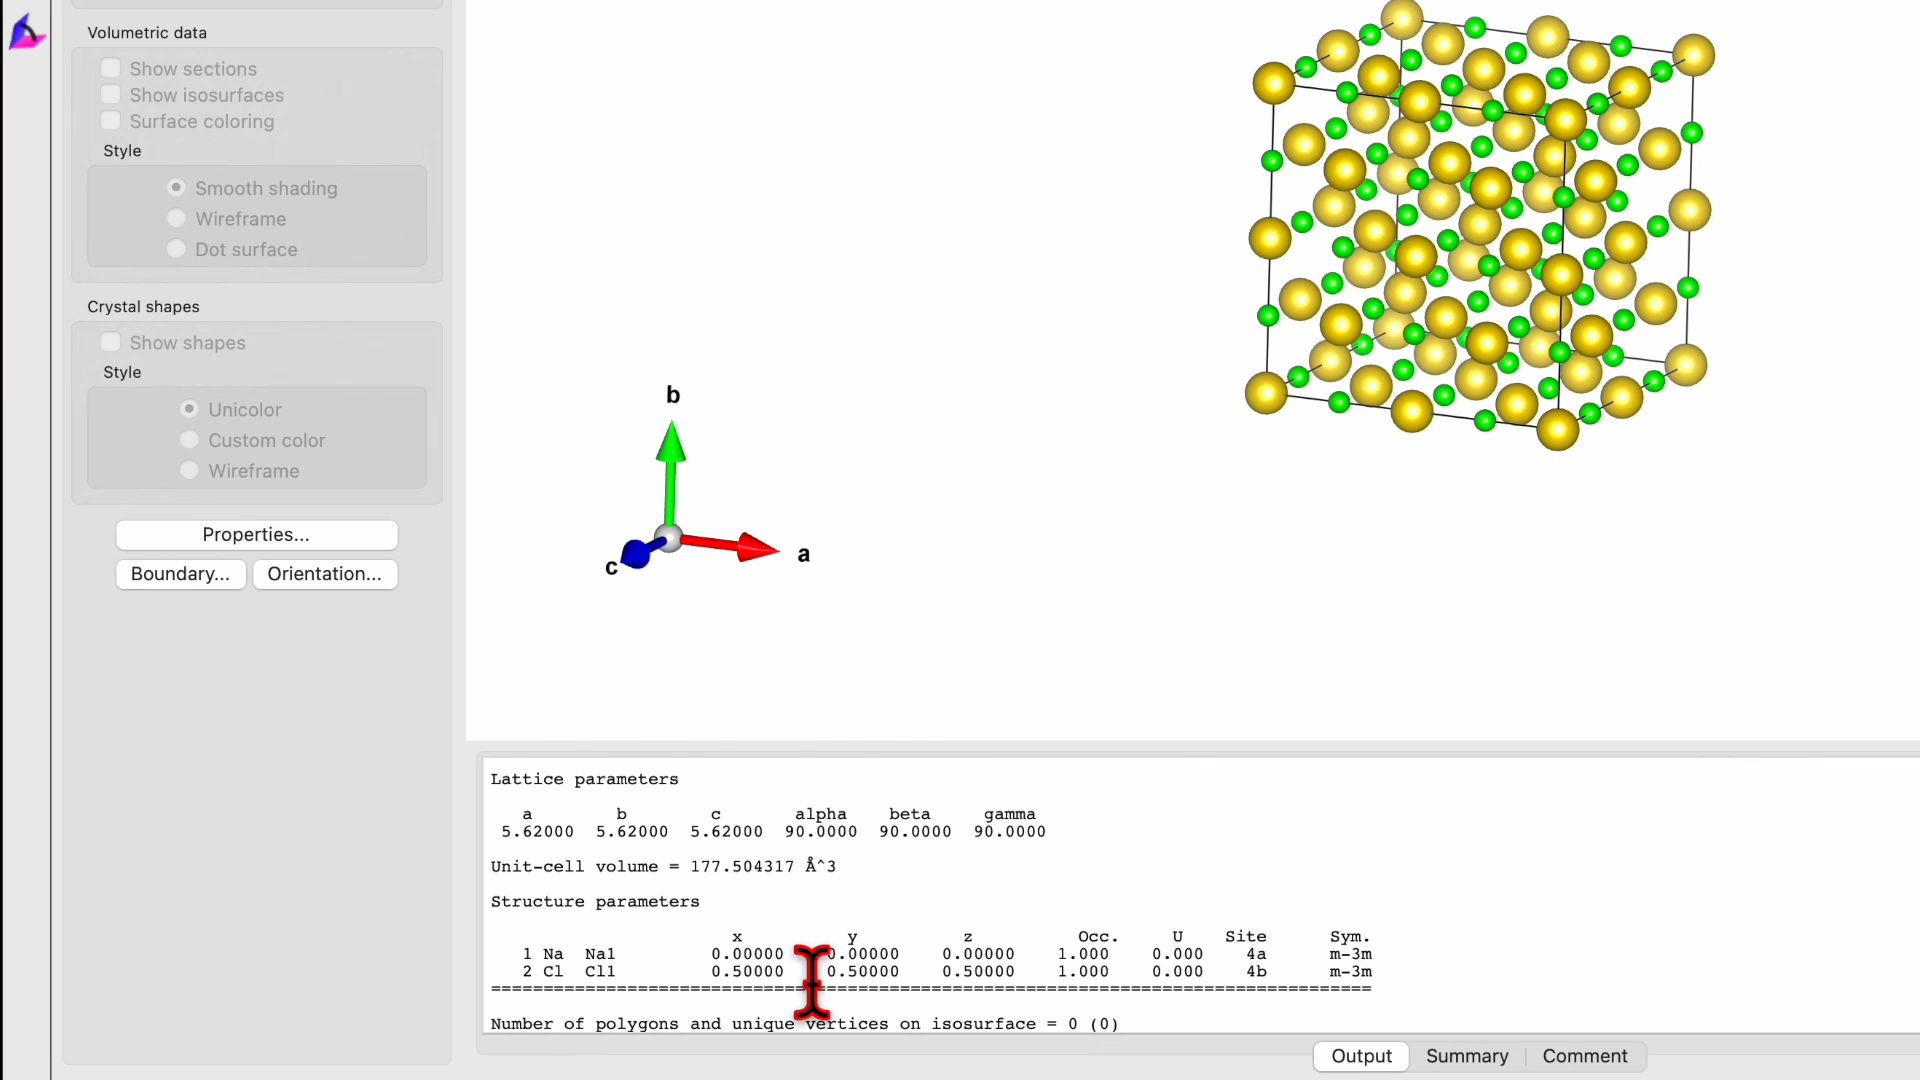 Volumetric data
Show sections
Show isosurfaces
Surface coloring
Style
Smooth shading
Wireframe
Dot surface
Crystal shapes
Show shapes
Style
Unicolor
Custom color
Wireframe
Properties...
Boundary... Orientation...
b
a
c
Lattice parameters
a b c alpha beta gamma
5.62000 5.62000 5.62000 90.0000 90.0000 90.0000
Unit-cell volume = 177.504317 Å^3
Structure parameters
x y z Occ. U Site Sym.
1 Na Na1 0.00000 0.00000 0.00000 1.000 0.000 4a m-3m
2 Cl Cl1 0.50000 0.50000 0.50000 1.000 0.000 4b m-3m
====================================================================================
Number of polygons and unique vertices on isosurface = 0 (0)
Output Summary Comment